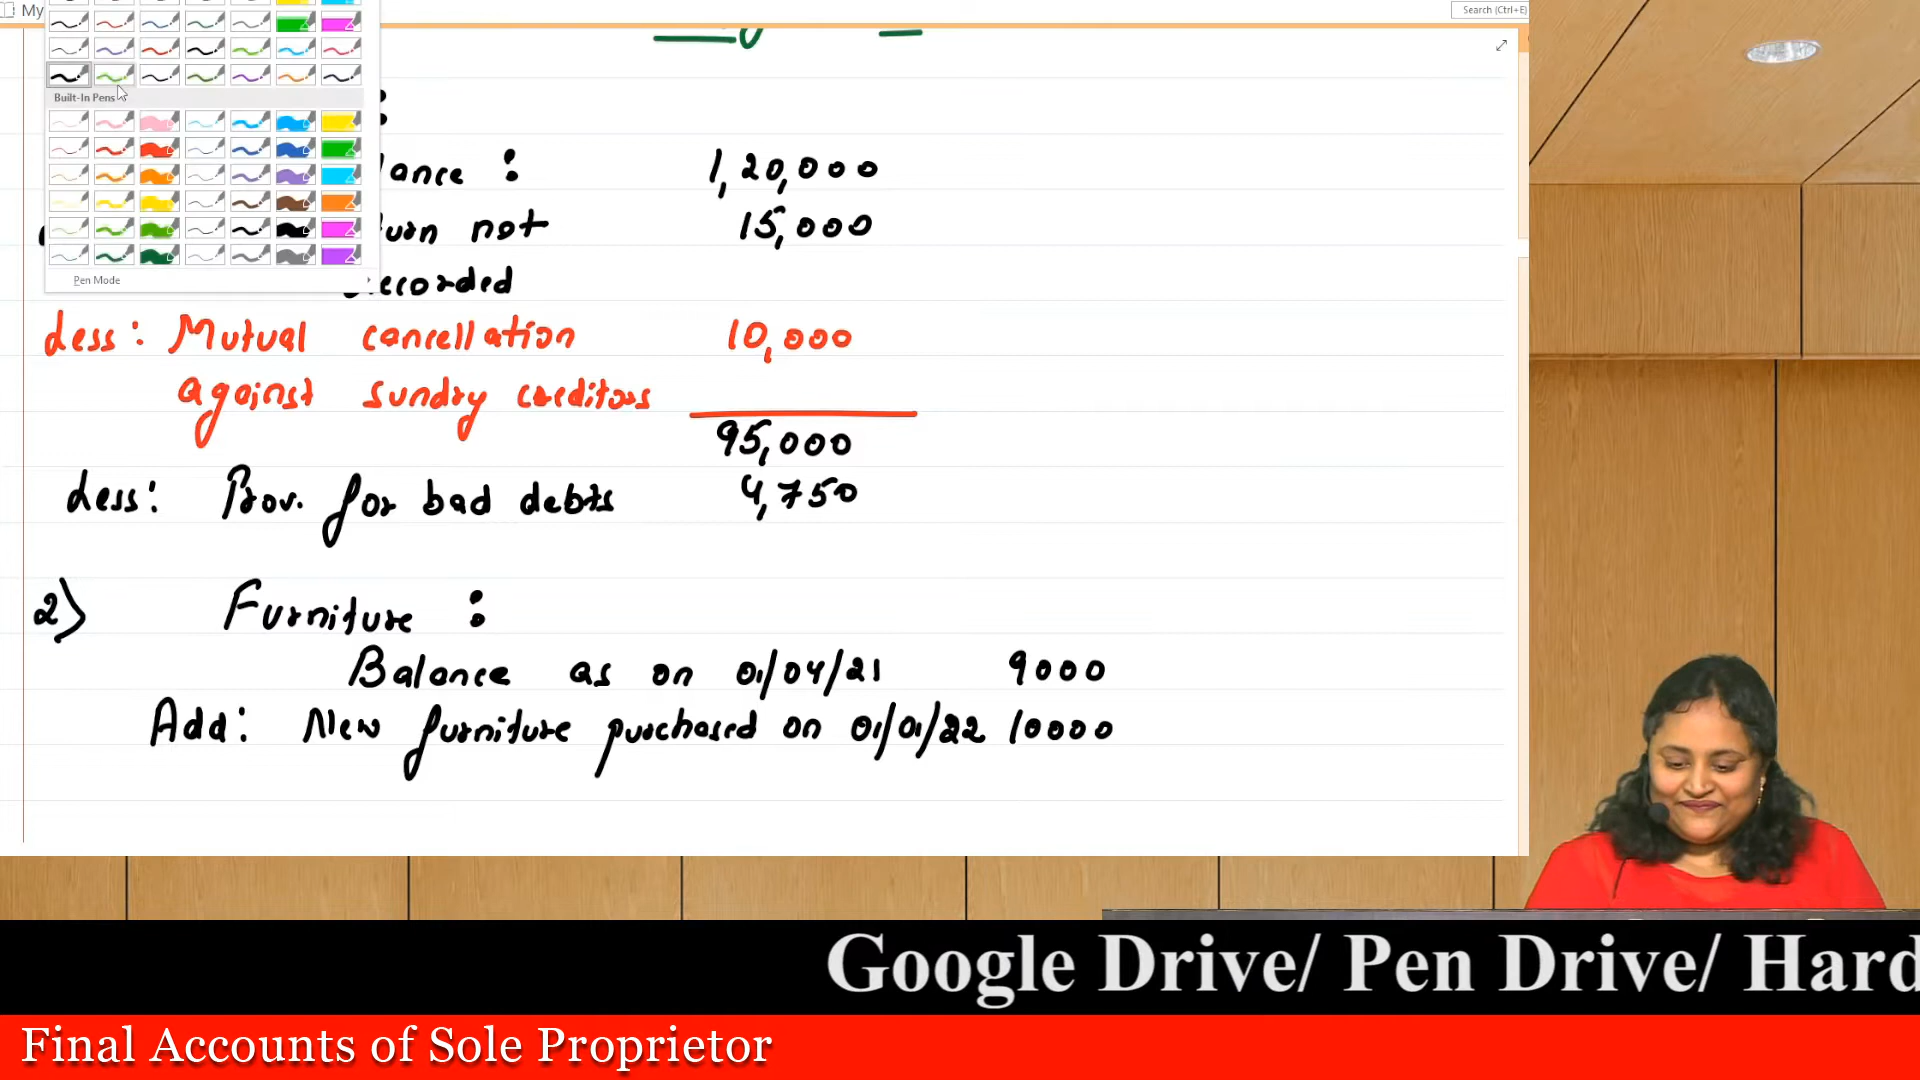 My
Search (Ctrl+E)
Built-In Pens
Pen Mode
:
lance : 1,20,000
urn not 15,000
ecorded
Less: Mutual cancellation 10,000
against sundry creditors
95,000
Less: Prov. for bad debts 4,750
2) Furniture :
Balance as on 01/04/21 9000
Add: New furniture purchased on 01/01/22 10000
Google Drive/ Pen Drive/ Hard
Final Accounts of Sole Proprietor